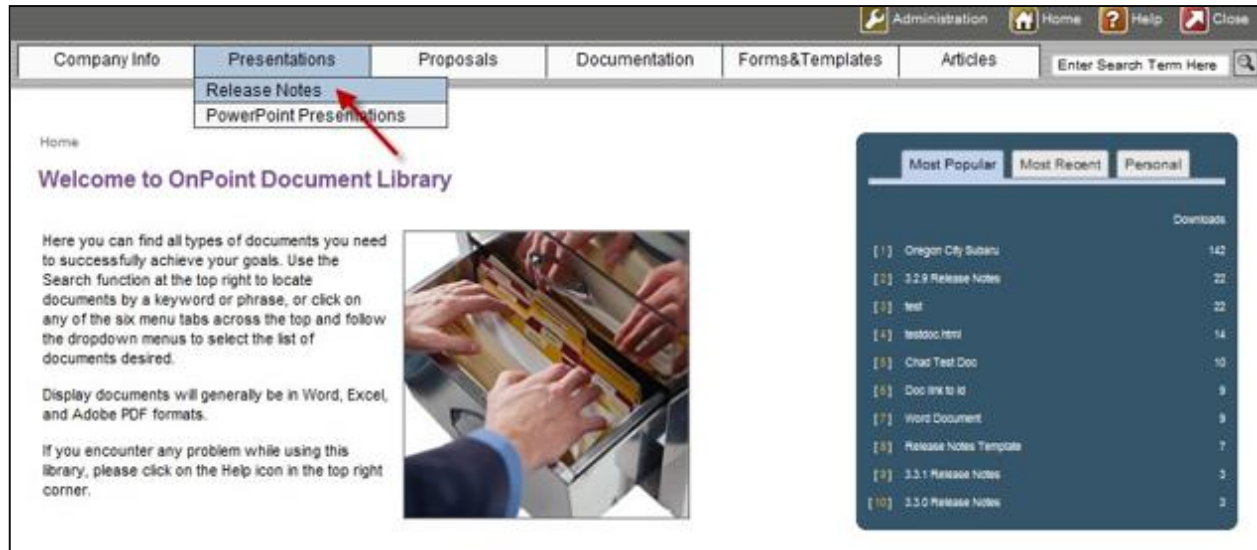 Administration Home Help Close
Company Info Presentations Proposals Documentation Forms&Templates Articles Enter Search Term Here
Release Notes
PowerPoint Presentations
Home
Welcome to OnPoint Document Library
Here you can find all types of documents you need
to successfully achieve your goals. Use the
Search function at the top right to locate
documents by a keyword or phrase, or click on
any of the six menu tabs across the top and follow
the dropdown menus to select the list of
documents desired.
Display documents will generally be in Word, Excel,
and Adobe PDF formats.
If you encounter any problem while using this
library, please click on the Help icon in the top right
corner.
Most Popular Most Recent Personal
Downloads
[1] Oregon City Subaru 142
[2] 3.2.9 Release Notes 22
[3] test 22
[4] testdoc.html 14
[5] Chad Test Doc 10
[6] Doc link to id 9
[7] Word Document 9
[8] Release Notes Template 7
[9] 3.3.1 Release Notes 3
[10] 3.3.0 Release Notes 3